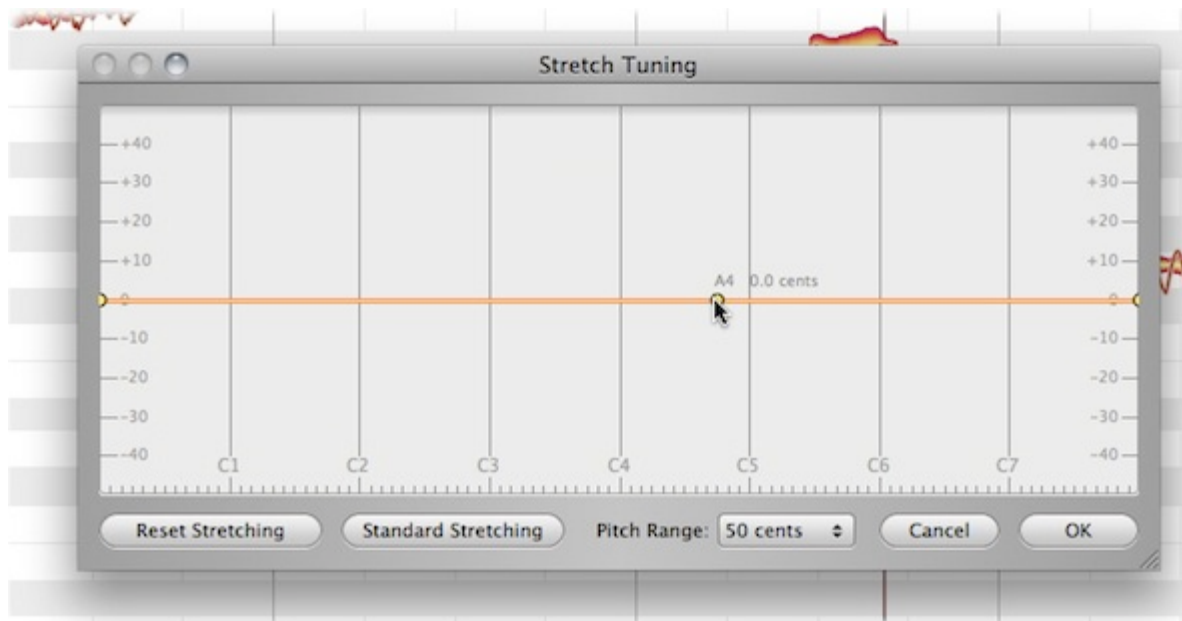 Stretch Tuning
+40 +40
+30 +30
+20 +20
+10 +10
A4 0.0 cents
0 0
-10 -10
-20 -20
-30 -30
-40 -40
C1 C2 C3 C4 C5 C6 C7
Reset Stretching Standard Stretching Pitch Range: 50 cents Cancel OK